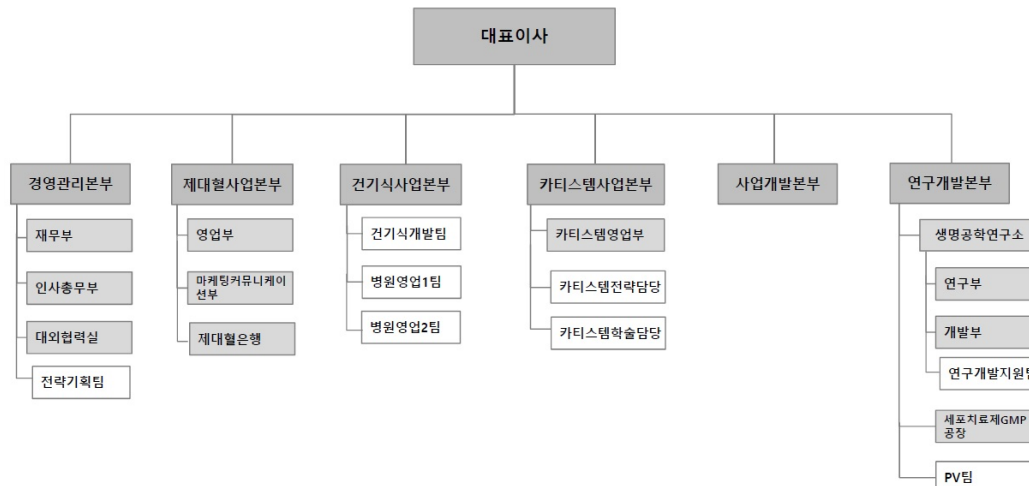 대표이사
경영관리본부
제대혈사업본부
건기식사업본부
카티스템사업본부
사업개발본부
연구개발본부
재무부
인사총무부
대외협력실
전략기획팀
영업부
마케팅커뮤니케이
션부
제대혈은행
건기식개발팀
병원영업1팀
병원영업2팀
카티스템영업부
카티스템전략담당
카티스템학술담당
생명공학연구소
연구부
개발부
연구개발지원팀
세포치료제GMP
공장
PV팀